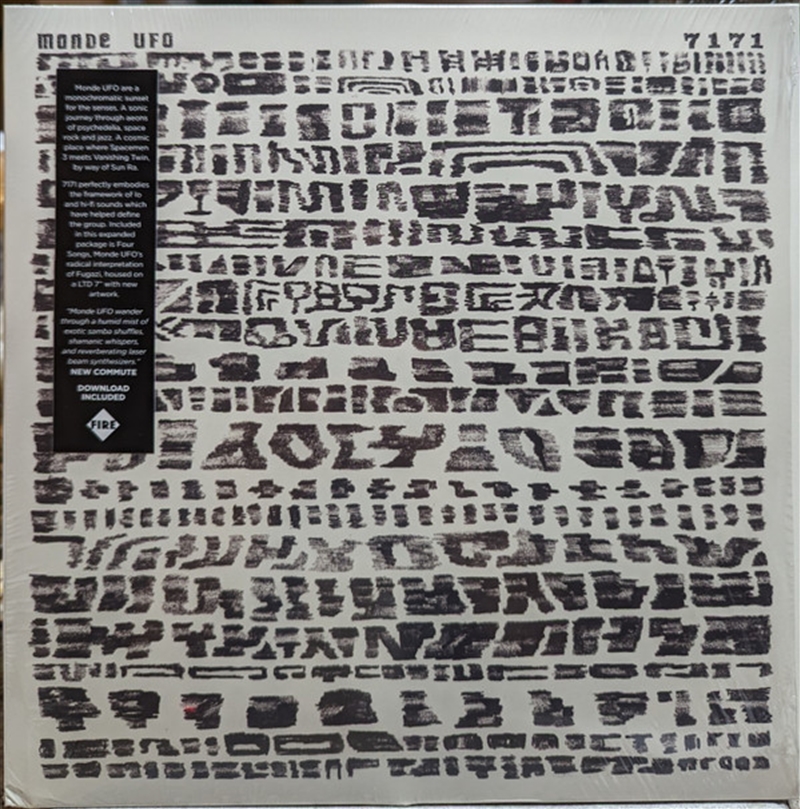 monde UFO
7171
Monde UFO are a
monochromatic sunset
for the senses. A sonic
journey through aeons
of psychedelia, space
rock and jazz. A cosmic
place where Spacemen
3 meets Vanishing Twin,
by way of Sun Ra.
7171 perfectly embodies
the framework of lo
and hi-fi sounds which
have helped define
the group. Included
in this expanded
package is Four
Songs, Monde UFO's
radical interpretation
of Fugazi, housed on
a LTD 7" with new
artwork.
"Monde UFO wander
through a humid mist of
exotic samba shuffles,
shamanic whispers,
and reverberating laser
beam synthesizers."
NEW COMMUTE
DOWNLOAD
INCLUDED
FIRE